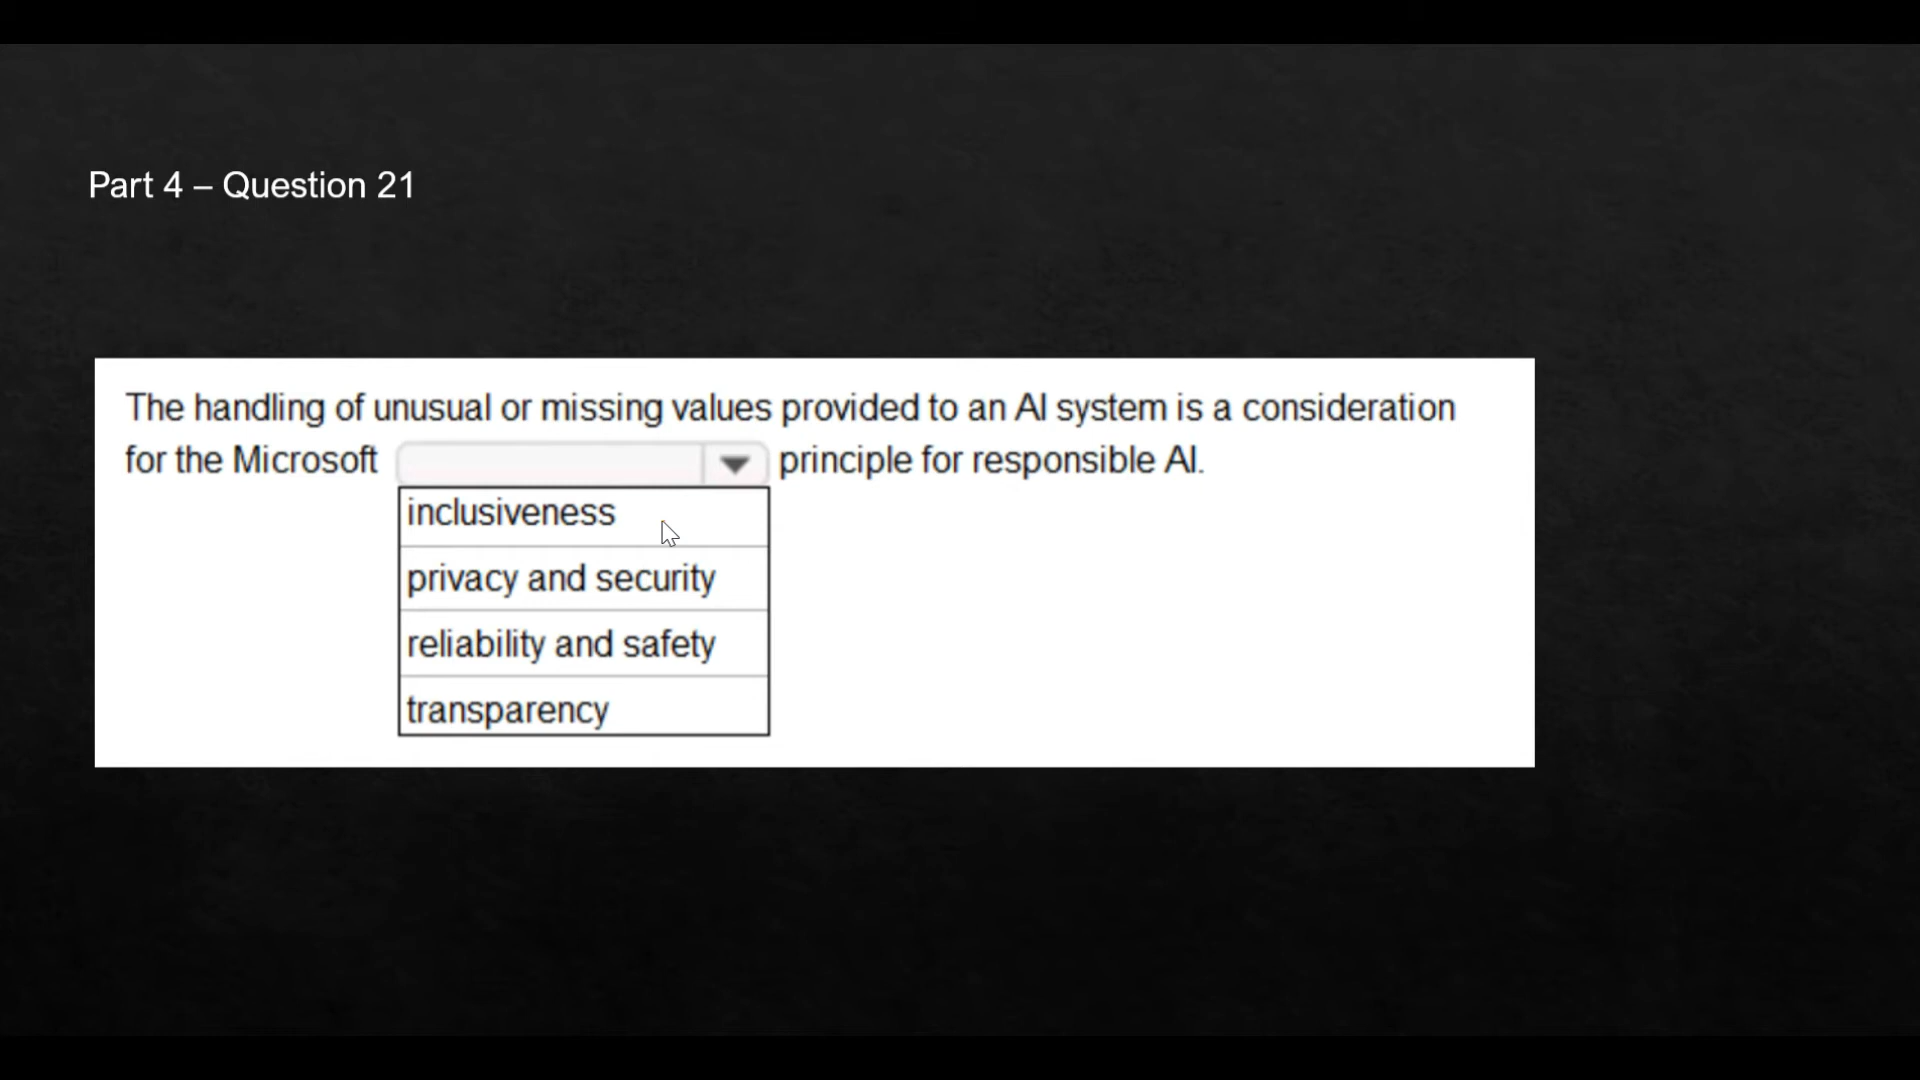 Part 4 – Question 21
The handling of unusual or missing values provided to an AI system is a consideration
for the Microsoft principle for responsible AI.
inclusiveness
privacy and security
reliability and safety
transparency